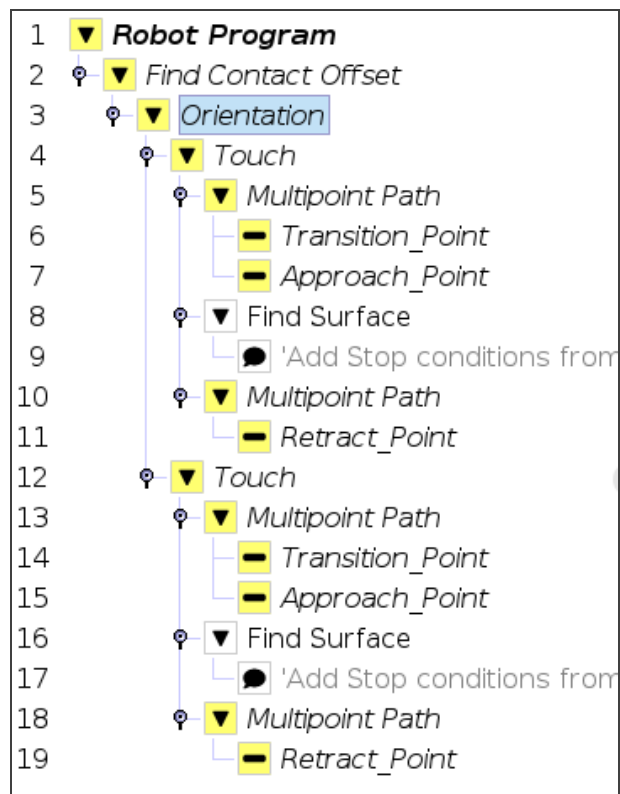 1 Robot Program
2 Find Contact Offset
3 Orientation
4 Touch
5 Multipoint Path
6 Transition_Point
7 Approach_Point
8 Find Surface
9 'Add Stop conditions from
10 Multipoint Path
11 Retract_Point
12 Touch
13 Multipoint Path
14 Transition_Point
15 Approach_Point
16 Find Surface
17 'Add Stop conditions from
18 Multipoint Path
19 Retract_Point